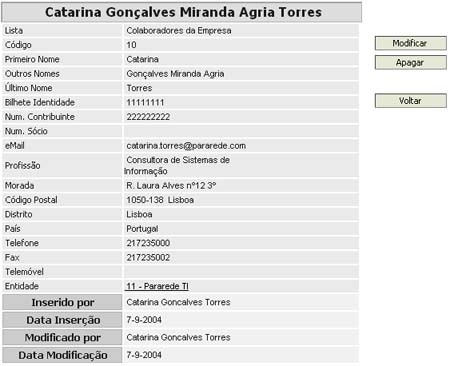 Catarina Gonçalves Miranda Agria Torres
Lista Colaboradores da Empresa
Código 10
Modificar
Primeiro Nome Catarina
Apagar
Outros Nomes Gonçalves Miranda Agria
Último Nome Torres
Bilhete Identidade 11111111
Voltar
Num. Contribuinte 222222222
Num. Sócio
eMail catarina.torres@pararede.com
Profissão Consultora de Sistemas de
Informação
Morada R. Laura Alves nº12 3º
Código Postal 1050-138 Lisboa
Distrito Lisboa
País Portugal
Telefone 217235000
Fax 217235002
Telemóvel
Entidade 11 - Pararede TI
Inserido por Catarina Goncalves Torres
Data Inserção 7-9-2004
Modificado por Catarina Goncalves Torres
Data Modificação 7-9-2004